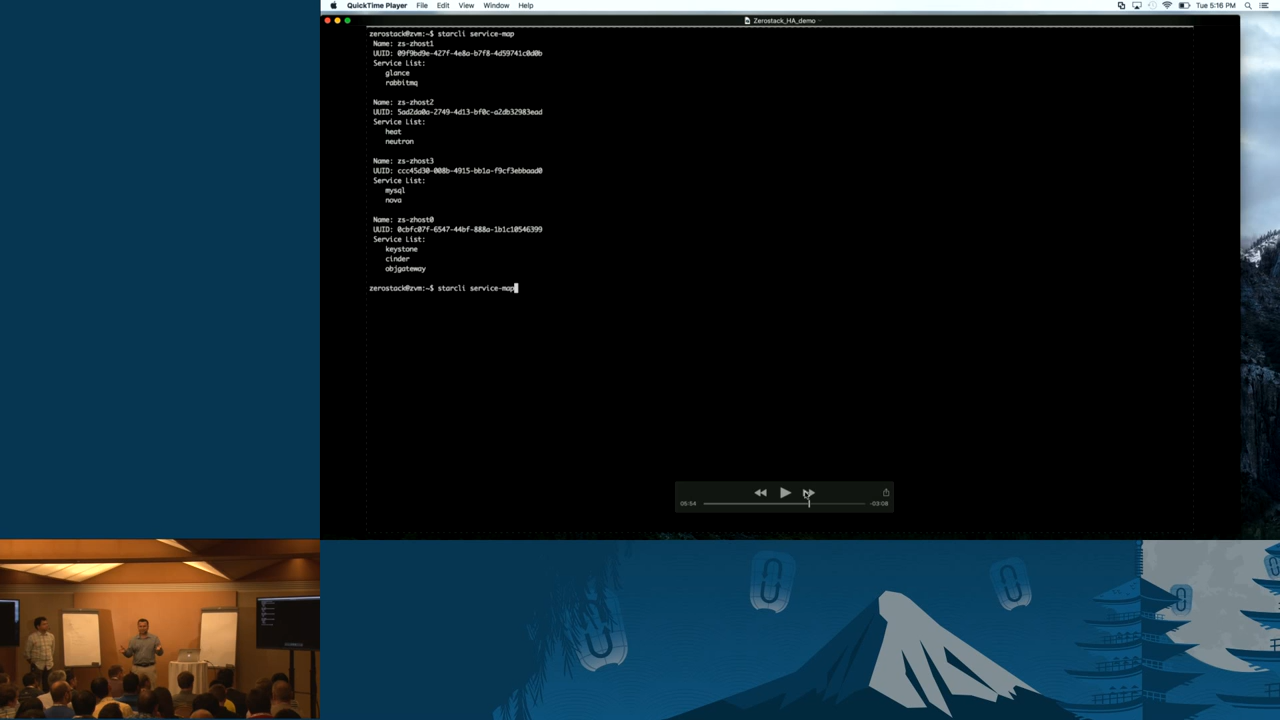 QuickTime Player File Edit View Window Help
Tue 5:16 PM
Zerostack_HA_demo
zerostack@zvm:~$ starcli service-map
Name: zs-zhost1
UUID: 09f9bd9e-427f-4e8a-b7f8-4d59741c0d0b
Service List:
glance
rabbitmq
Name: zs-zhost2
UUID: 5ad2da0a-2749-4d13-bf0c-a2db32983ead
Service List:
heat
neutron
Name: zs-zhost3
UUID: ccc45d30-008b-4915-bb1a-f9cf3ebbaad0
Service List:
mysql
nova
Name: zs-zhost0
UUID: 0cbfc07f-6547-44bf-888a-1b1c10546399
Service List:
keystone
cinder
objgateway
zerostack@zvm:~$ starcli service-map
05:54
-03:08